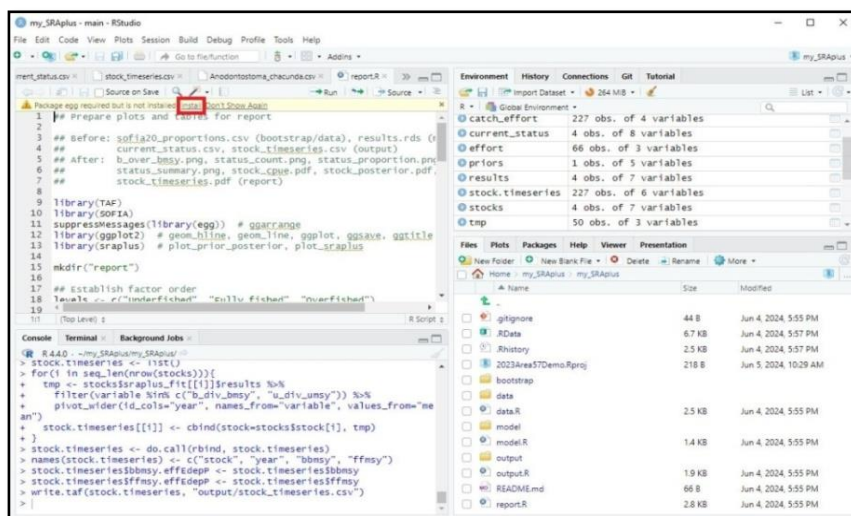 my_SRAplus - main - RStudio
File Edit Code View Plots Session Build Debug Profile Tools Help
Go to file/function Addins
my_SRAplus
ment_status.csv stock_timeseries.csv Anodontostoma_chacunda.csv report.R
Source on Save Run Source
Package egg required but is not installed. Install Don't Show Again
1 ## Prepare plots and tables for report
2
3 ## Before: sofia20_proportions.csv (bootstrap/data), results.rds (m
4 ## current_status.csv, stock_timeseries.csv (output)
5 ## After: b_over_bmsy.png, status_count.png, status_proportion.png
6 ## status_summary.png, stock_cpue.pdf, stock_posterior.pdf,
7 ## stock_timeseries.pdf (report)
8
9 library(TAF)
10 library(SOFIA)
11 suppressMessages(library(egg)) # ggarrange
12 library(ggplot2) # geom_hline, geom_line, ggplot, ggsave, ggtitle
13 library(sraplus) # plot_prior_posterior, plot_sraplus
14
15 mkdir("report")
16
17 ## Establish factor order
18 levels <- c("Underfished", "Fully fished", "Overfished")
19
1:1 (Top Level) R Script
Console Terminal Background Jobs
R 4.4.0 · ~/my_SRAplus/my_SRAplus/
> stock.timeseries <- list()
> for(i in seq_len(nrow(stocks))){
+ tmp <- stocks$sraplus_fit[[i]]$results %>%
+ filter(variable %in% c("b_div_bmsy", "u_div_umsy")) %>%
+ pivot_wider(id_cols="year", names_from="variable", values_from="me
an")
+ stock.timeseries[[i]] <- cbind(stock=stocks$stock[i], tmp)
+ }
> stock.timeseries <- do.call(rbind, stock.timeseries)
> names(stock.timeseries) <- c("stock", "year", "bbmsy", "ffmsy")
> stock.timeseries$bbmsy.effEdepP <- stock.timeseries$bbmsy
> stock.timeseries$ffmsy.effEdepP <- stock.timeseries$ffmsy
> write.taf(stock.timeseries, "output/stock_timeseries.csv")
>
Environment History Connections Git Tutorial
Import Dataset 264 MiB List
R Global Environment
catch_effort 227 obs. of 4 variables
current_status 4 obs. of 8 variables
effort 66 obs. of 3 variables
priors 1 obs. of 5 variables
results 4 obs. of 7 variables
stock.timeseries 227 obs. of 6 variables
stocks 4 obs. of 7 variables
tmp 50 obs. of 3 variables
Files Plots Packages Help Viewer Presentation
New Folder New Blank File Delete Rename More
Home my_SRAplus my_SRAplus
Name Size Modified
..
.gitignore 44 B Jun 4, 2024, 5:55 PM
.RData 6.7 KB Jun 4, 2024, 5:57 PM
.Rhistory 2.5 KB Jun 4, 2024, 5:57 PM
2023Area57Demo.Rproj 218 B Jun 5, 2024, 10:29 AM
bootstrap
data
data.R 2.5 KB Jun 4, 2024, 5:55 PM
model
model.R 1.4 KB Jun 4, 2024, 5:55 PM
output
output.R 1.9 KB Jun 4, 2024, 5:55 PM
README.md 66 B Jun 4, 2024, 5:55 PM
report.R 2.8 KB Jun 4, 2024, 5:55 PM